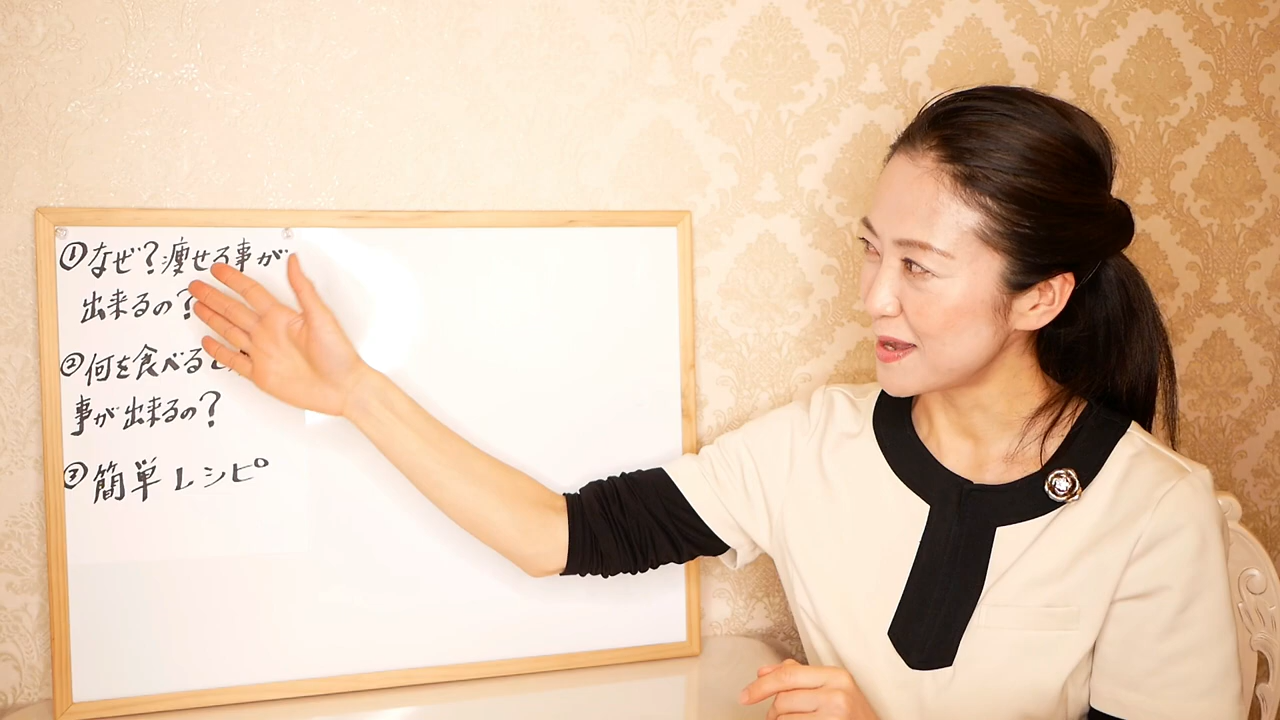 ①なぜ?痩せる事が
出来るの?
②何を食べると
事が出来るの?
③簡単レシピ